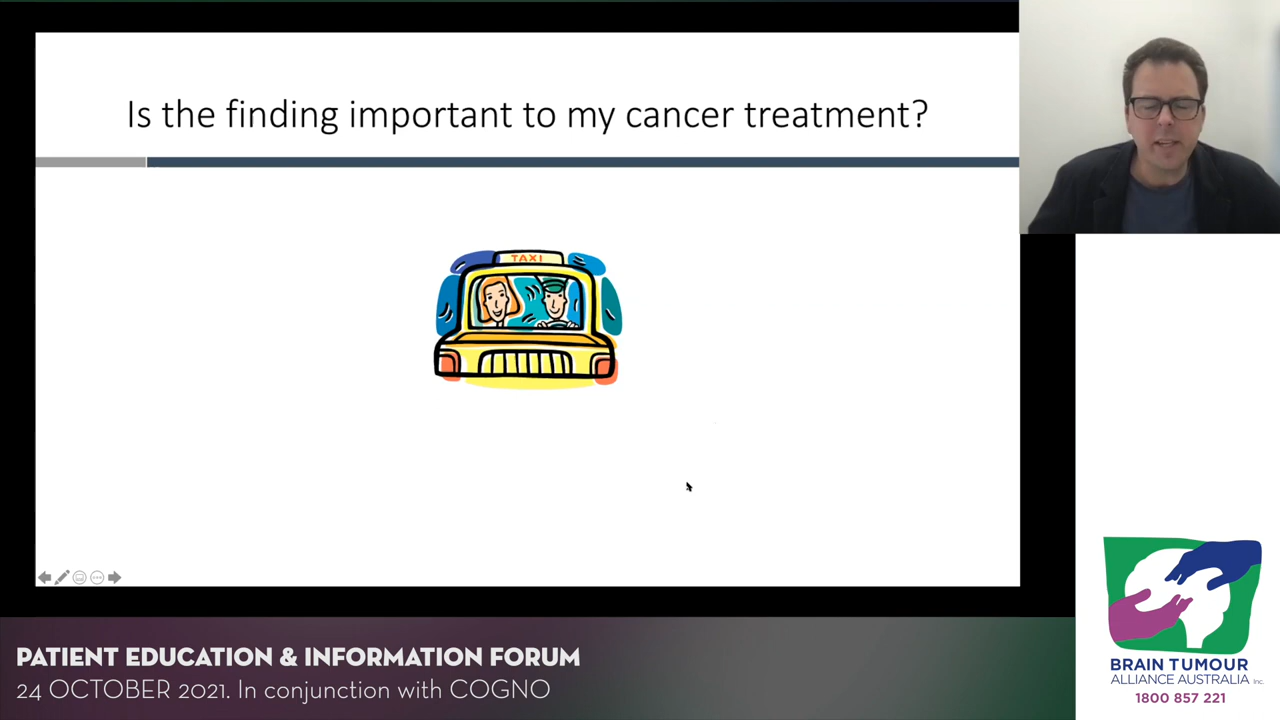 Is the finding important to my cancer treatment?
TAXI
PATIENT EDUCATION & INFORMATION FORUM
24 OCTOBER 2021. In conjunction with COGNO
BRAIN TUMOUR
ALLIANCE AUSTRALIA Inc.
1800 857 221